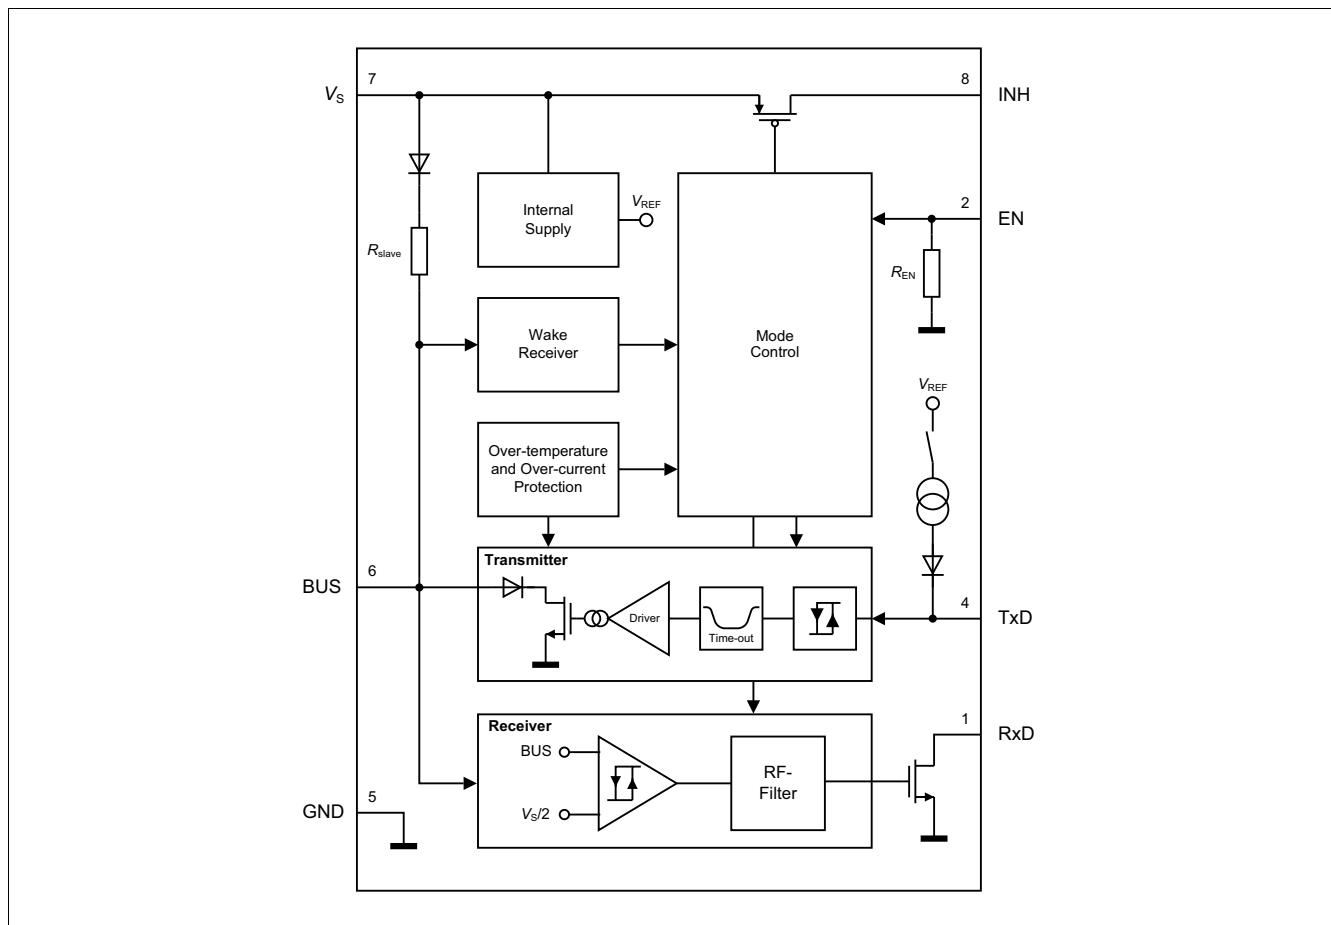 7
8
V_S
INH
Internal
Supply
V_REF
2
EN
R_slave
R_EN
Wake
Receiver
Mode
Control
V_REF
Over-temperature
and Over-current
Protection
Transmitter
6
BUS
Driver
Time-out
4
TxD
Receiver
1
RxD
BUS
RF-
Filter
V_S/2
5
GND